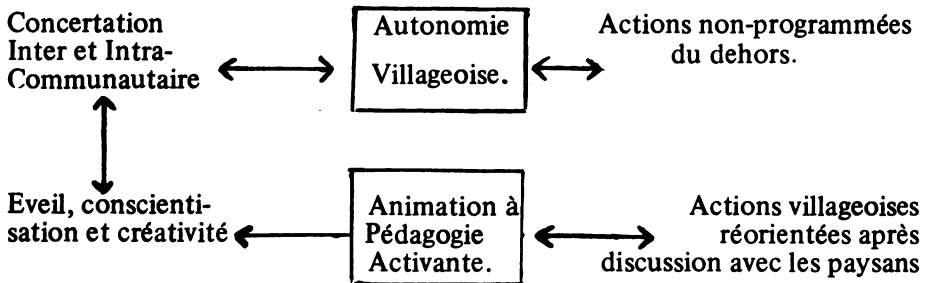 Concertation
Inter et Intra-
Communautaire
Autonomie
Villageoise.
Actions non-programmées
du dehors.
Eveil, conscienti-
sation et créativité
Animation à
Pédagogie
Activante.
Actions villageoises
réorientées après
discussion avec les paysans